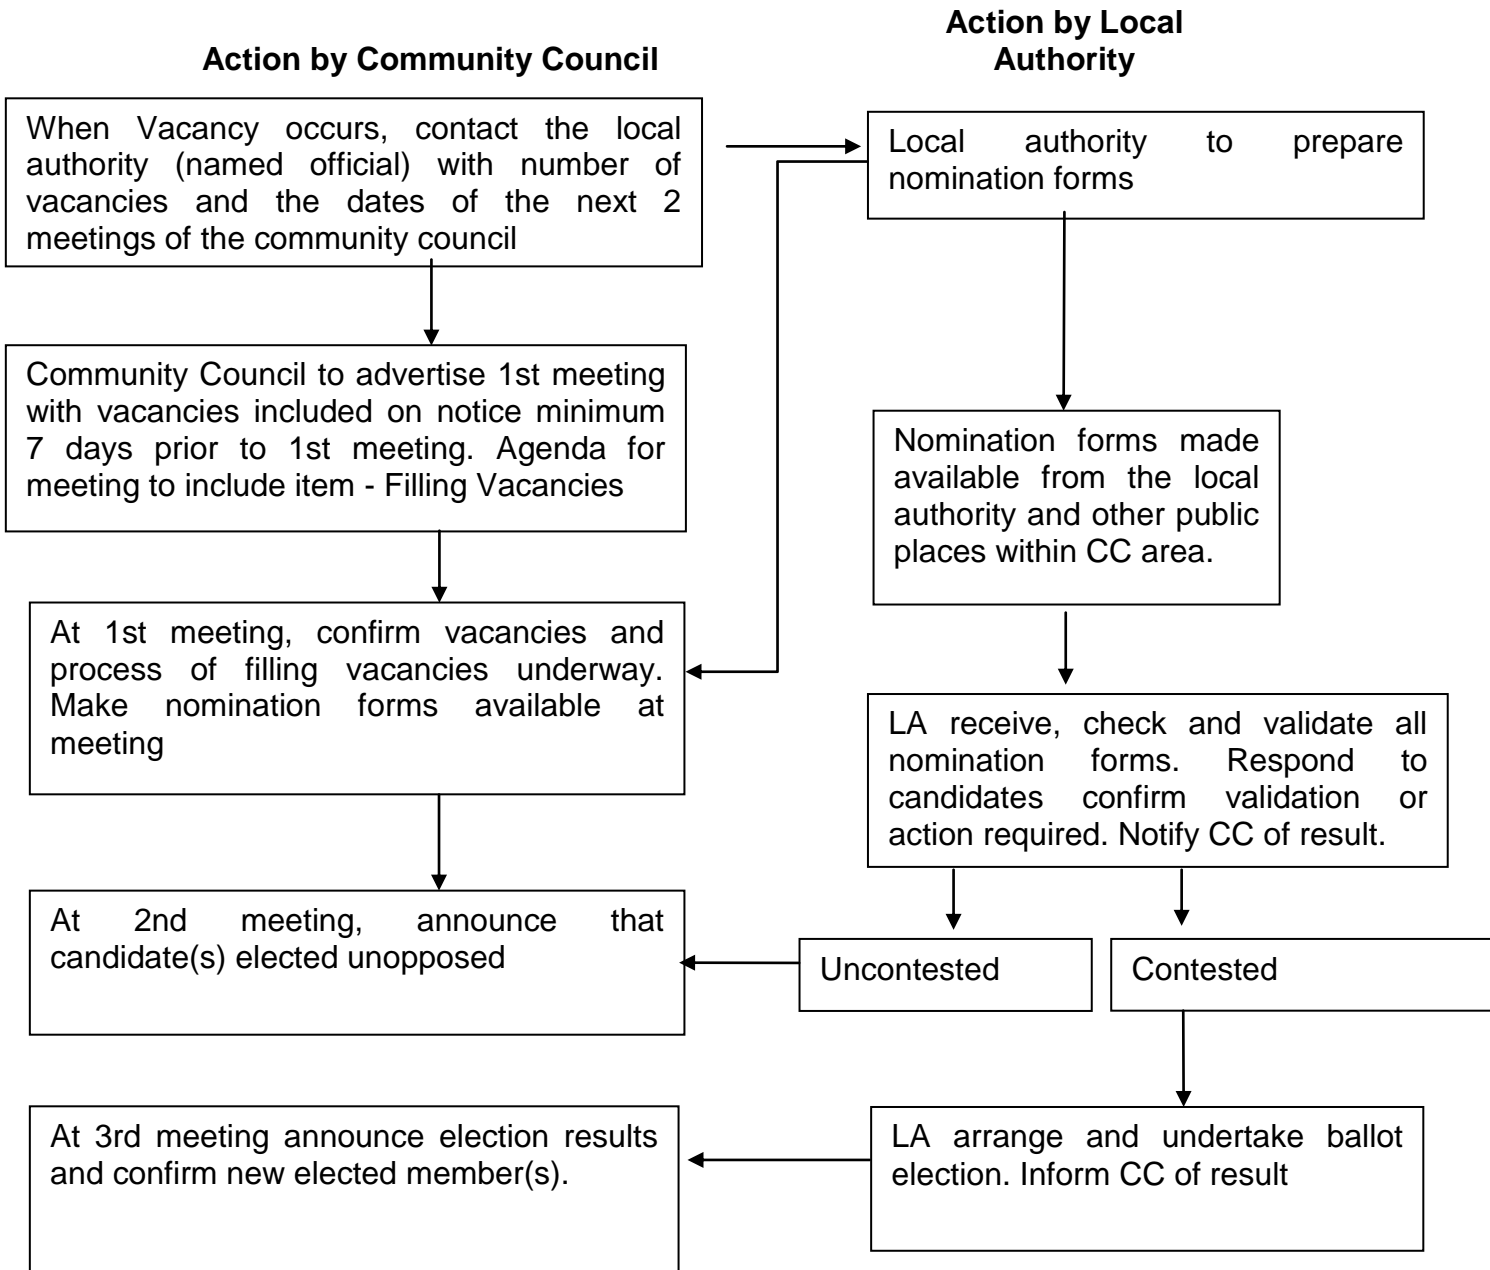 Action by Community Council
Action by Local
Authority
When Vacancy occurs, contact the local
authority (named official) with number of
vacancies and the dates of the next 2
meetings of the community council
Local authority to prepare
nomination forms
Community Council to advertise 1st meeting
with vacancies included on notice minimum
7 days prior to 1st meeting. Agenda for
meeting to include item - Filling Vacancies
Nomination forms made
available from the local
authority and other public
places within CC area.
At 1st meeting, confirm vacancies and
process of filling vacancies underway.
Make nomination forms available at
meeting
LA receive, check and validate all
nomination forms. Respond to
candidates confirm validation or
action required. Notify CC of result.
At 2nd meeting, announce that
candidate(s) elected unopposed
Uncontested
Contested
At 3rd meeting announce election results
and confirm new elected member(s).
LA arrange and undertake ballot
election. Inform CC of result